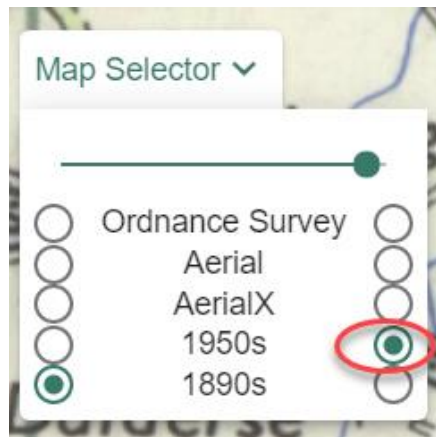 Map Selector
Ordnance Survey
Aerial
AerialX
1950s
1890s